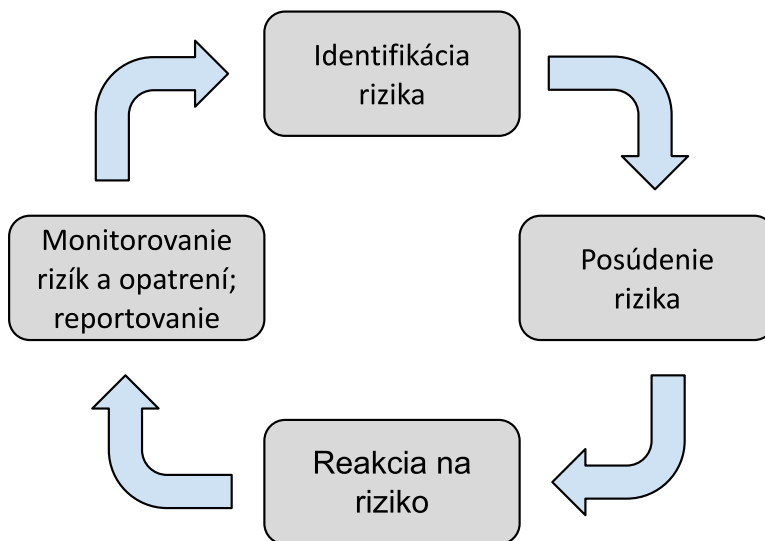 Identifikácia
rizika
Posúdenie
rizika
Reakcia na
riziko
Monitorovanie
rizík a opatrení;
reportovanie